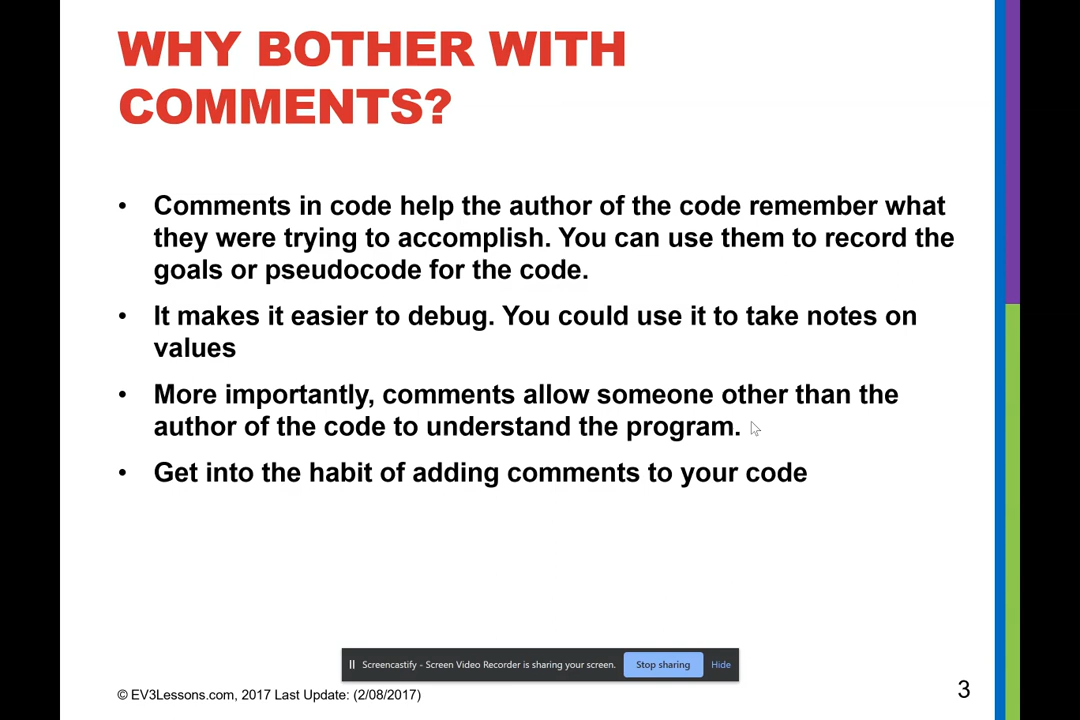 WHY BOTHER WITH
COMMENTS?
• Comments in code help the author of the code remember what
they were trying to accomplish. You can use them to record the
goals or pseudocode for the code.
• It makes it easier to debug. You could use it to take notes on
values
• More importantly, comments allow someone other than the
author of the code to understand the program.
• Get into the habit of adding comments to your code
Screencastify - Screen Video Recorder is sharing your screen. Stop sharing Hide
© EV3Lessons.com, 2017 Last Update: (2/08/2017)
3